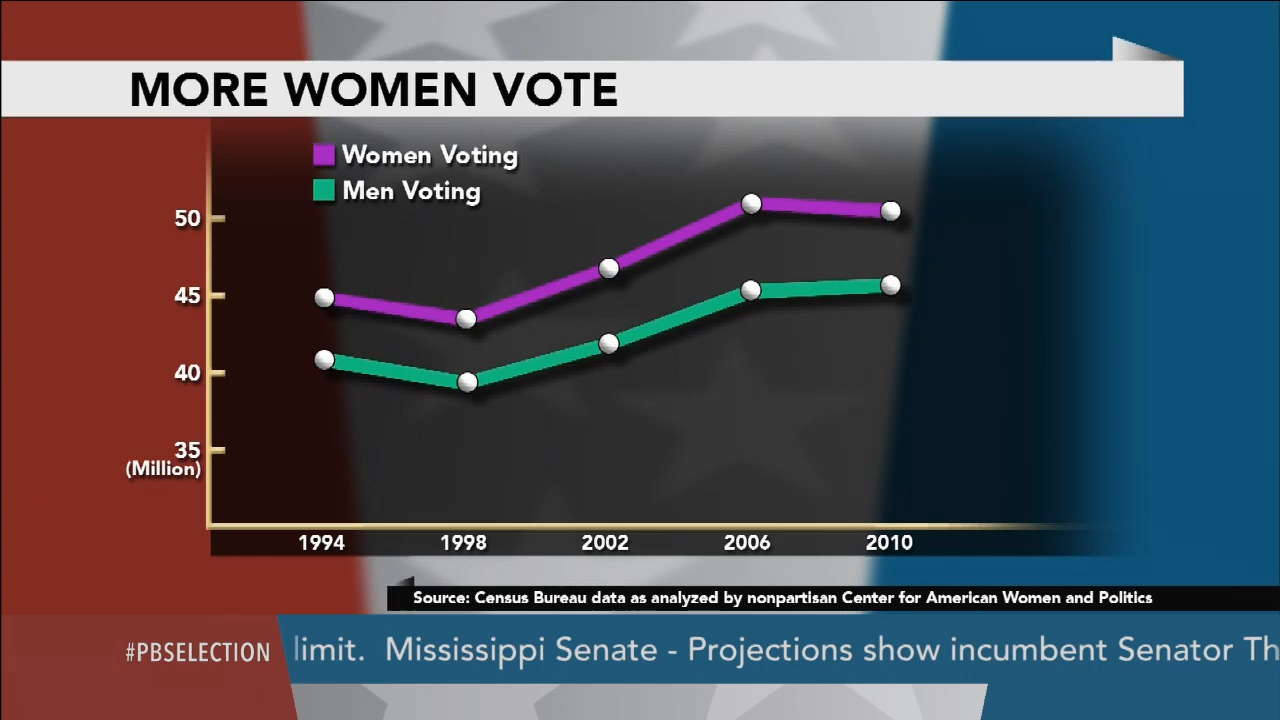 MORE WOMEN VOTE
Women Voting
Men Voting
50
45
40
35
(Million)
1994 1998 2002 2006 2010
Source: Census Bureau data as analyzed by nonpartisan Center for American Women and Politics
#PBSELECTION limit. Mississippi Senate - Projections show incumbent Senator Th